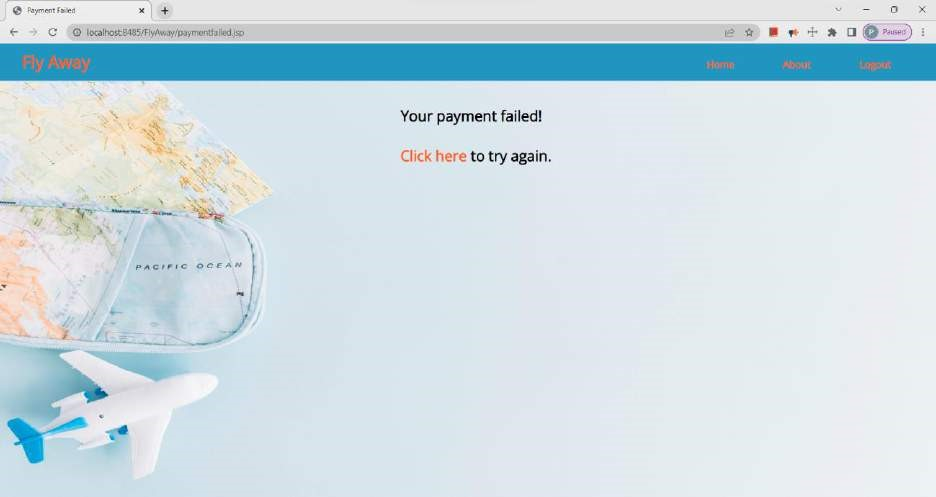 Payment Failed
localhost:8485/FlyAway/paymentfailed.jsp
P Paused
Fly Away
Home About Logout
Your payment failed!
Click here to try again.
PACIFIC OCEAN